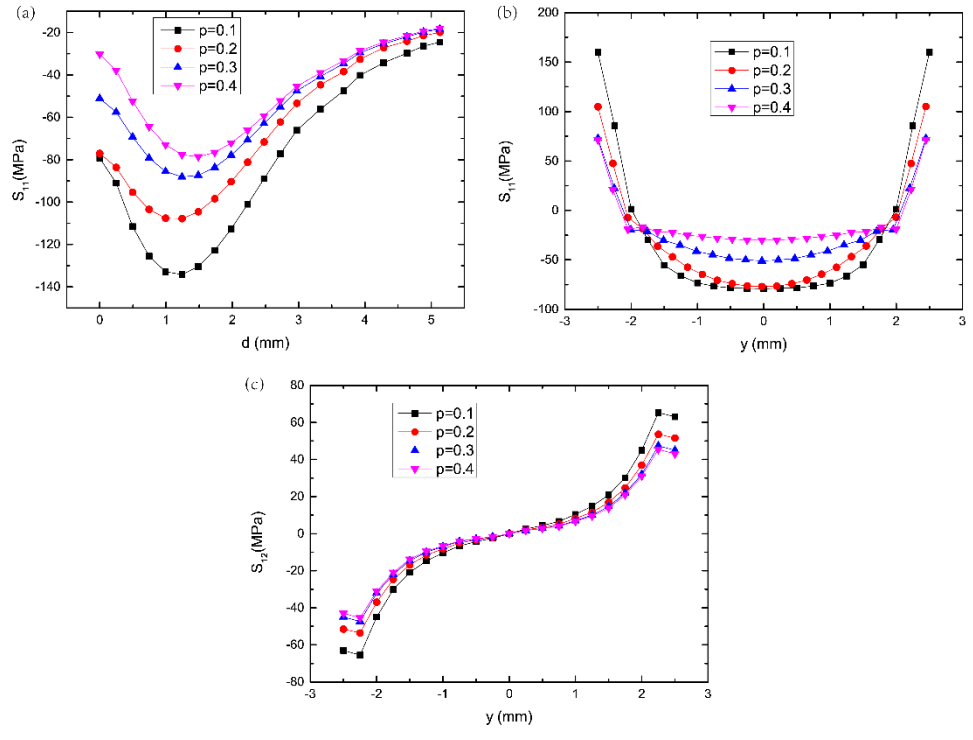 (a)
-20
-40
-60
-80
-100
-120
-140
S11(MPa)
p=0.1
p=0.2
p=0.3
p=0.4
0 1 2 3 4 5
d (mm)
(b)
200
150
100
50
0
-50
-100
S11(MPa)
p=0.1
p=0.2
p=0.3
p=0.4
-3 -2 -1 0 1 2 3
y (mm)
(c)
80
60
40
20
0
-20
-40
-60
-80
S12(MPa)
p=0.1
p=0.2
p=0.3
p=0.4
-3 -2 -1 0 1 2 3
y (mm)